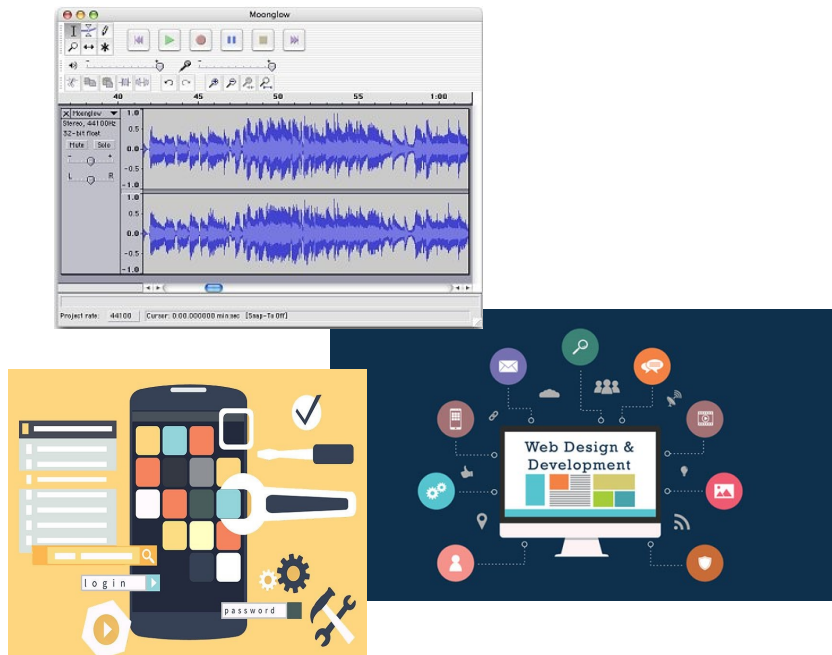 Moonglow
40 45 50 55 1:00
Moonglow
Stereo, 44100Hz
32-bit float
Mute Solo
- +
L R
1.0
0.5
0.0
-0.5
-1.0
1.0
0.5
0.0
-0.5
-1.0
Project rate: 44100 Cursor: 0:00.000000 min:sec [Snap-To Off]
Web Design &
Development
login
password